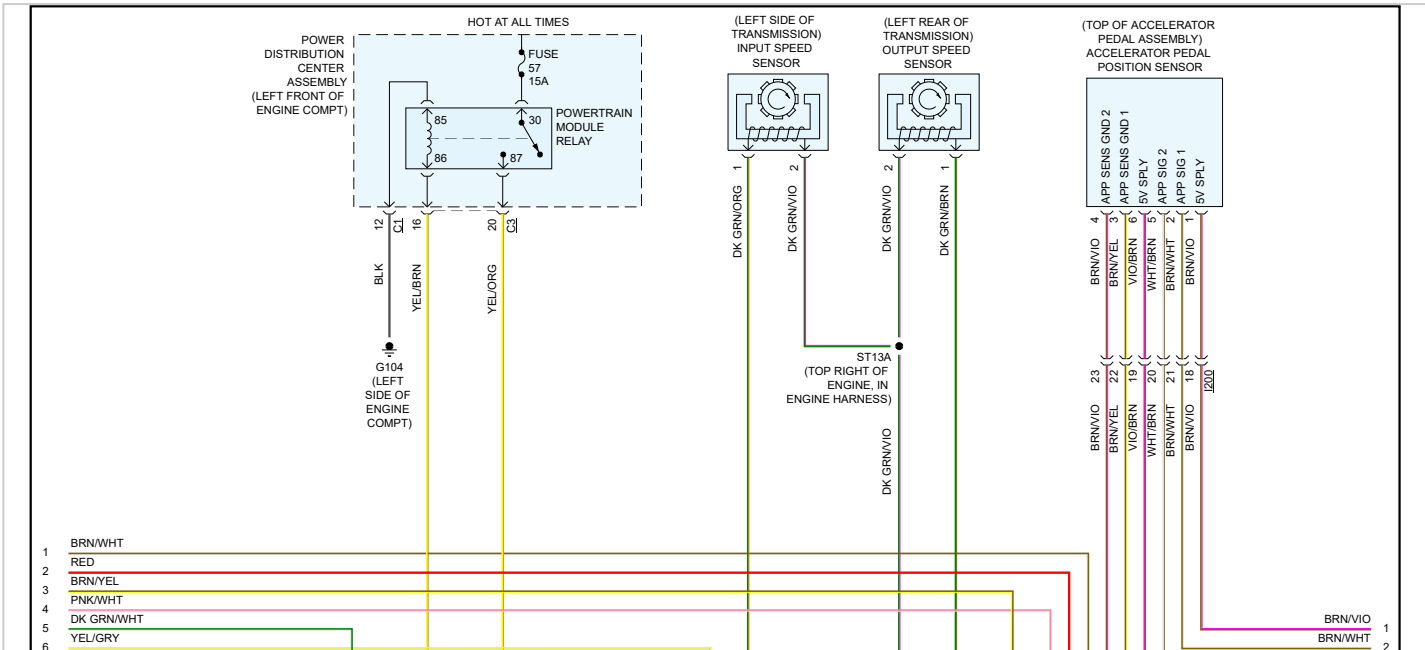 HOT AT ALL TIMES
POWER
DISTRIBUTION
CENTER
ASSEMBLY
(LEFT FRONT OF
ENGINE COMPT)
FUSE
57
15A
85
30
86
87
POWERTRAIN
MODULE
RELAY
12
C1
16
20
C3
BLK
YEL/BRN
YEL/ORG
G104
(LEFT
SIDE OF
ENGINE
COMPT)
(LEFT SIDE OF
TRANSMISSION)
INPUT SPEED
SENSOR
1
2
DK GRN/ORG
DK GRN/VIO
(LEFT REAR OF
TRANSMISSION)
OUTPUT SPEED
SENSOR
2
1
DK GRN/VIO
DK GRN/BRN
ST13A
(TOP RIGHT OF
ENGINE, IN
ENGINE HARNESS)
DK GRN/VIO
(TOP OF ACCELERATOR
PEDAL ASSEMBLY)
ACCELERATOR PEDAL
POSITION SENSOR
APP SENS GND 2
APP SENS GND 1
5V SPLY
APP SIG 2
APP SIG 1
5V SPLY
4
3
6
5
2
1
BRN/VIO
BRN/YEL
VIO/BRN
WHT/BRN
BRN/WHT
BRN/VIO
23
22
19
20
21
18
I200
BRN/VIO
BRN/YEL
VIO/BRN
WHT/BRN
BRN/WHT
BRN/VIO
1 BRN/WHT
2 RED
3 BRN/YEL
4 PNK/WHT
5 DK GRN/WHT
6 YEL/GRY
BRN/VIO 1
BRN/WHT 2